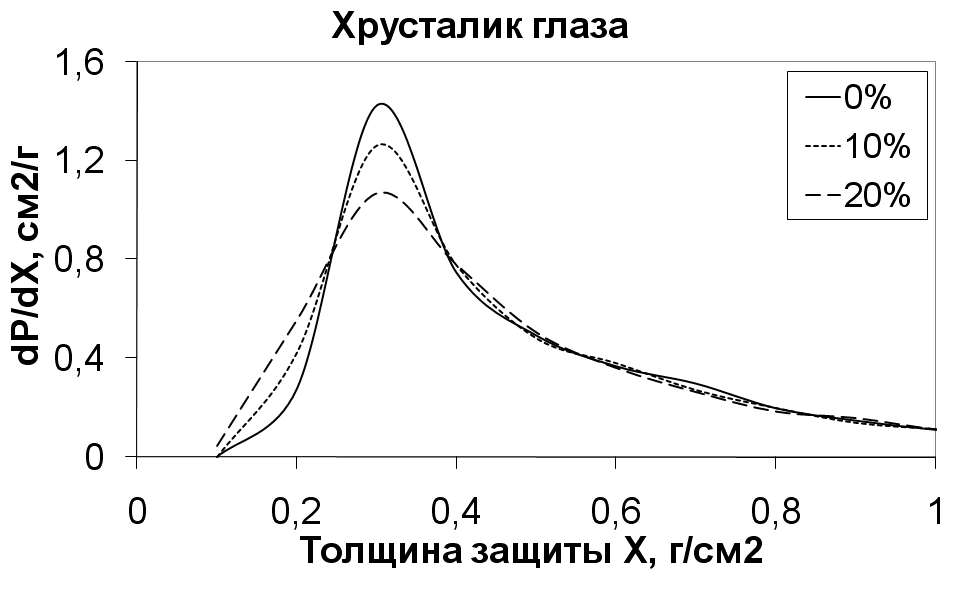 Хрусталик глаза
dP/dX, см2/г
1,6
1,2
0,8
0,4
0
0%
10%
20%
0 0,2 0,4 0,6 0,8 1
Толщина защиты X, г/см2